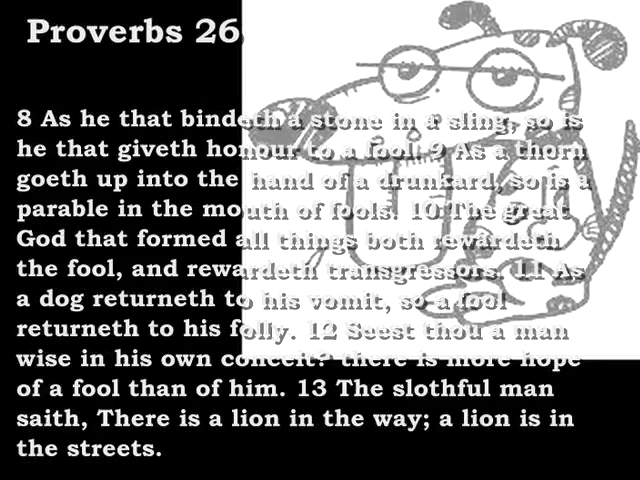 Proverbs 26
8 As he that bindeth a stone in a sling, so is
he that giveth honour to a fool. 9 As a thorn
goeth up into the hand of a drunkard, so is a
parable in the mouth of fools. 10 The great
God that formed all things both rewardeth
the fool, and rewardeth transgressors. 11 As
a dog returneth to his vomit, so a fool
returneth to his folly. 12 Seest thou a man
wise in his own conceit? there is more hope
of a fool than of him. 13 The slothful man
saith, There is a lion in the way; a lion is in
the streets.